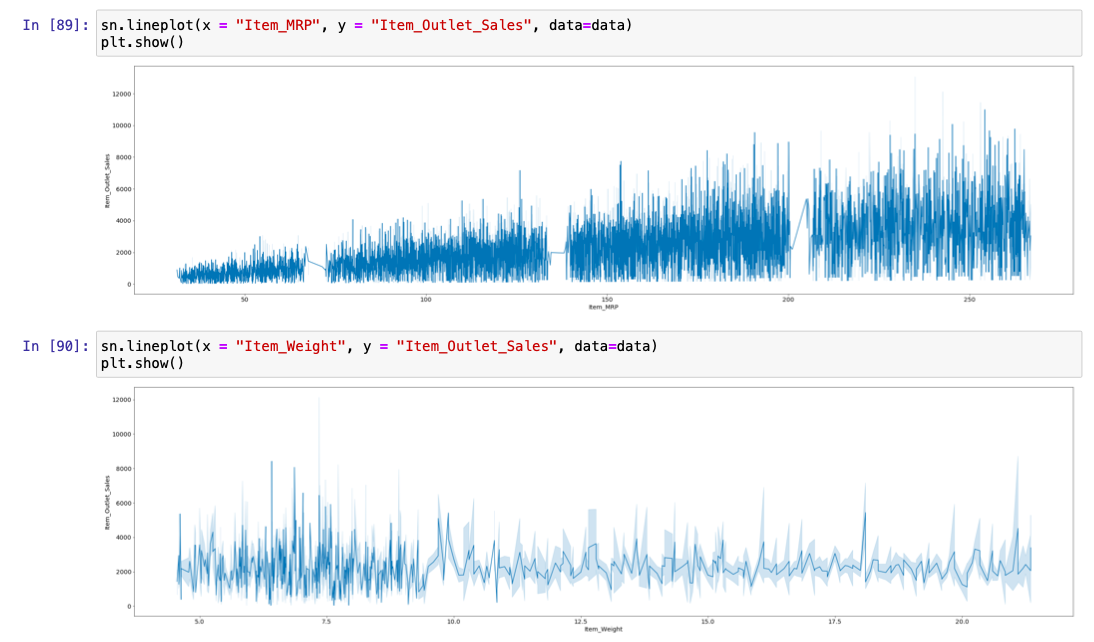 In [89]: sn.lineplot(x = "Item_MRP", y = "Item_Outlet_Sales", data=data)
plt.show()
12000
10000
8000
6000
4000
2000
0
Item_Outlet_Sales
50 100 150 200 250
Item_MRP
In [90]: sn.lineplot(x = "Item_Weight", y = "Item_Outlet_Sales", data=data)
plt.show()
12000
10000
8000
6000
4000
2000
0
Item_Outlet_Sales
5.0 7.5 10.0 12.5 15.0 17.5 20.0
Item_Weight